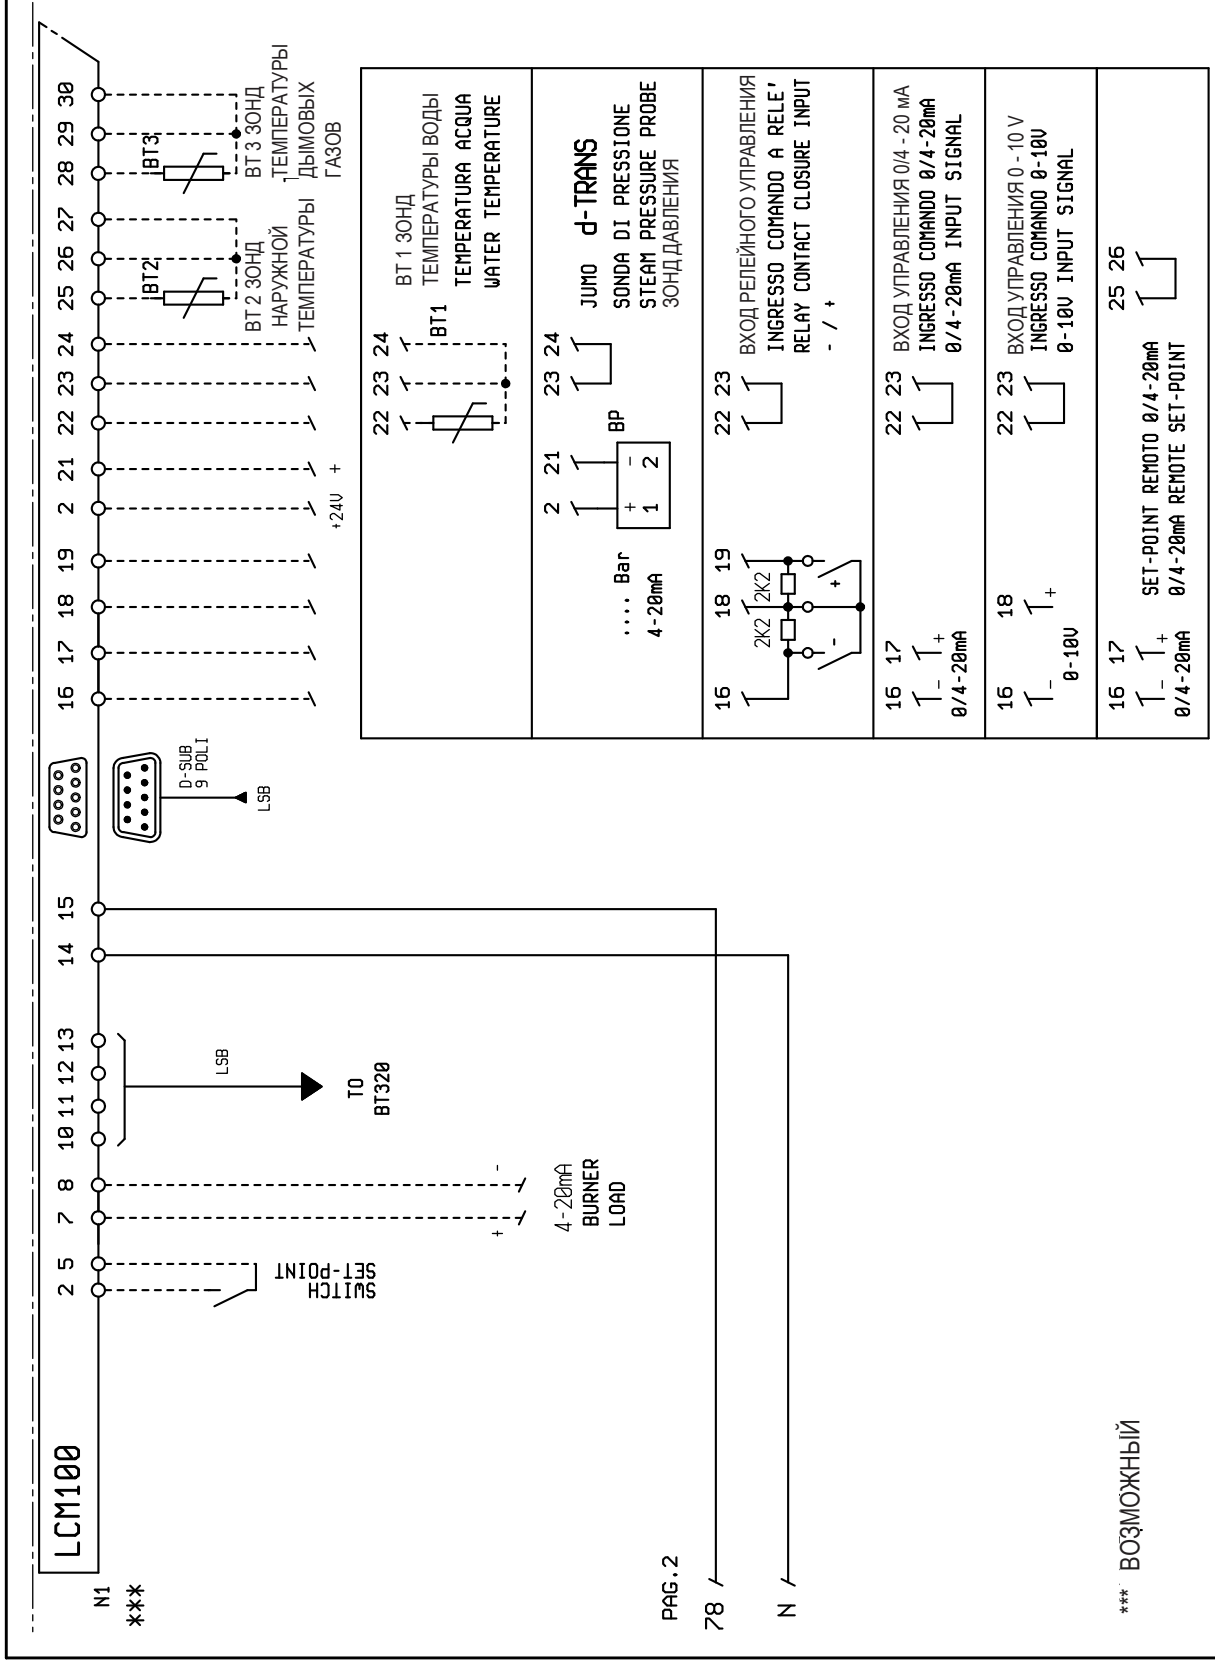 LCM100
N1
***
2 5 7 8 10 11 12 13 14 15 16 17 18 19 2 21 22 23 24 25 26 27 28 29 30
SWITCH
SET-POINT
+ -
4-20mA
BURNER
LOAD
LSB
TO
BT320
D-SUB
9 POLI
LSB
+24V +
BT2
BT 2 ЗОНД
НАРУЖНОЙ
ТЕМПЕРАТУРЫ
BT3
BT 3 ЗОНД
ТЕМПЕРАТУРЫ
ДЫМОВЫХ
ГАЗОВ
PAG.2
78
N
22 23 24
BT1
BT 1 ЗОНД
ТЕМПЕРАТУРЫ ВОДЫ
TEMPERATURA ACQUA
WATER TEMPERATURE
2 21 23 24
+ -
1 2
BP
.... Bar
4-20mA
JUMO d-TRANS
SONDA DI PRESSIONE
STEAM PRESSURE PROBE
ЗОНД ДАВЛЕНИЯ
16 18 19 22 23
2K2 2K2
- +
ВХОД РЕЛЕЙНОГО УПРАВЛЕНИЯ
INGRESSO COMANDO A RELE'
RELAY CONTACT CLOSURE INPUT
- / +
16 17 22 23
- +
0/4-20mA
ВХОД УПРАВЛЕНИЯ 0/4 - 20 мА
INGRESSO COMANDO 0/4-20mA
0/4-20mA INPUT SIGNAL
16 18 22 23
- +
0-10V
ВХОД УПРАВЛЕНИЯ 0 - 10 V
INGRESSO COMANDO 0-10V
0-10V INPUT SIGNAL
16 17 25 26
- +
0/4-20mA
SET-POINT REMOTO 0/4-20mA
0/4-20mA REMOTE SET-POINT
*** ВОЗМОЖНЫЙ